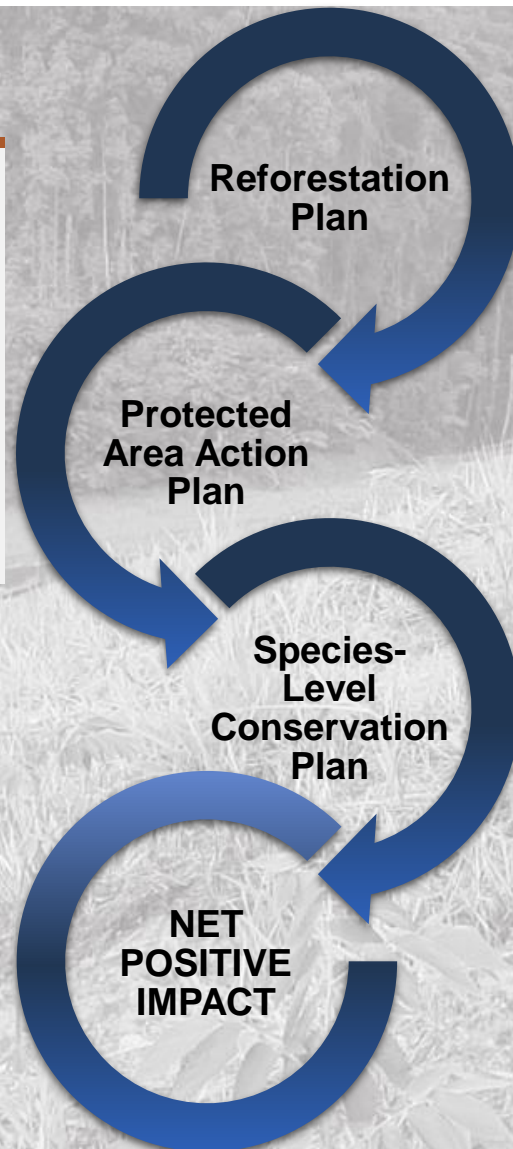 Reforestation
Plan
Protected
Area Action
Plan
Species-
Level
Conservation
Plan
NET
POSITIVE
IMPACT